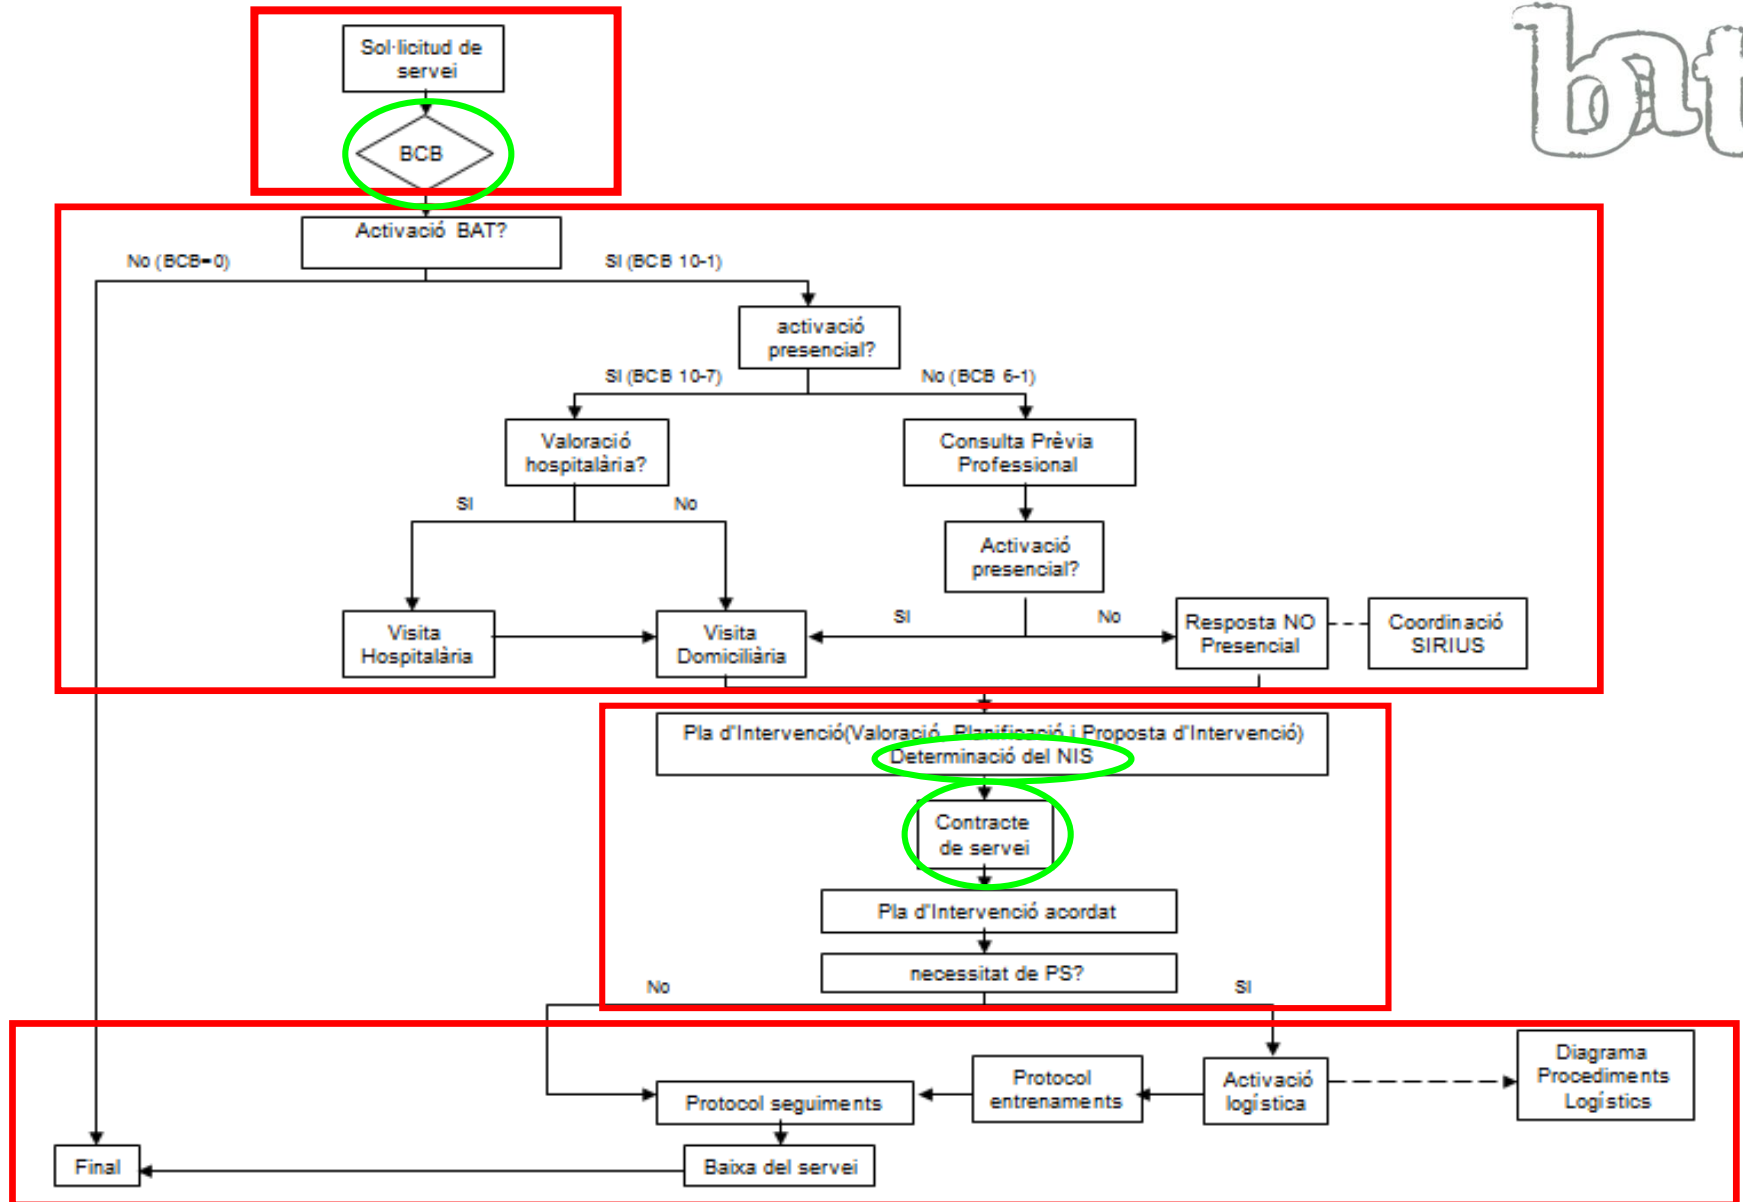 bat
Sol·licitud de
servei
BCB
Activació BAT?
No (BCB=0)
SI (BCB 10-1)
activació
presencial?
SI (BCB 10-7)
No (BCB 6-1)
Valoració
hospitalària?
Consulta Prèvia
Professional
SI
No
Activació
presencial?
Visita
Hospitalària
Visita
Domiciliària
SI
No
Resposta NO
Presencial
Coordinació
SIRIUS
Pla d'Intervenció(Valoració, Planificació i Proposta d'Intervenció)
Determinació del NIS
Contracte
de servei
Pla d'Intervenció acordat
necessitat de PS?
No
SI
Protocol seguiments
Protocol
entrenaments
Activació
logística
Diagrama
Procediments
Logístics
Final
Baixa del servei